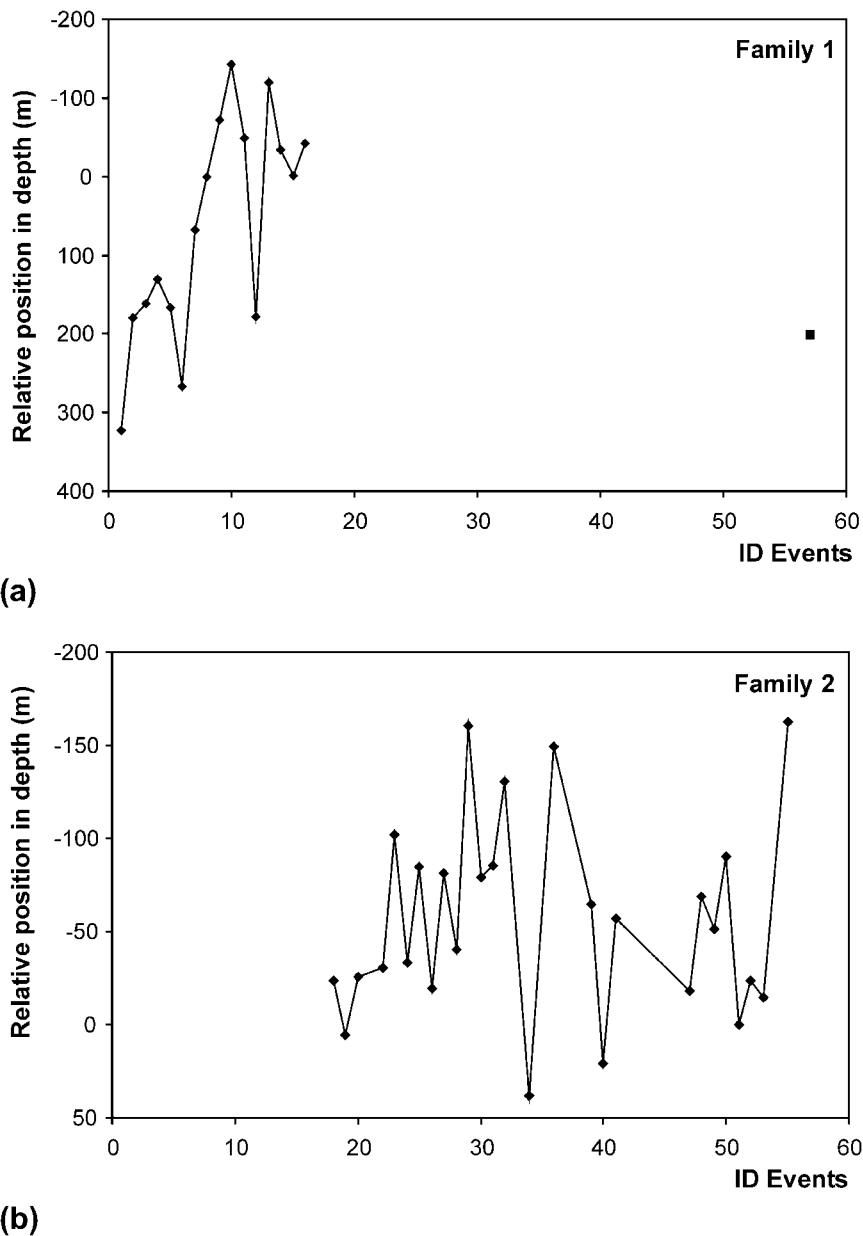 Family 1
Relative position in depth (m)
-200
-100
0
100
200
300
400
0 10 20 30 40 50 60
ID Events
(a)
Family 2
Relative position in depth (m)
-200
-150
-100
-50
0
50
0 10 20 30 40 50 60
ID Events
(b)